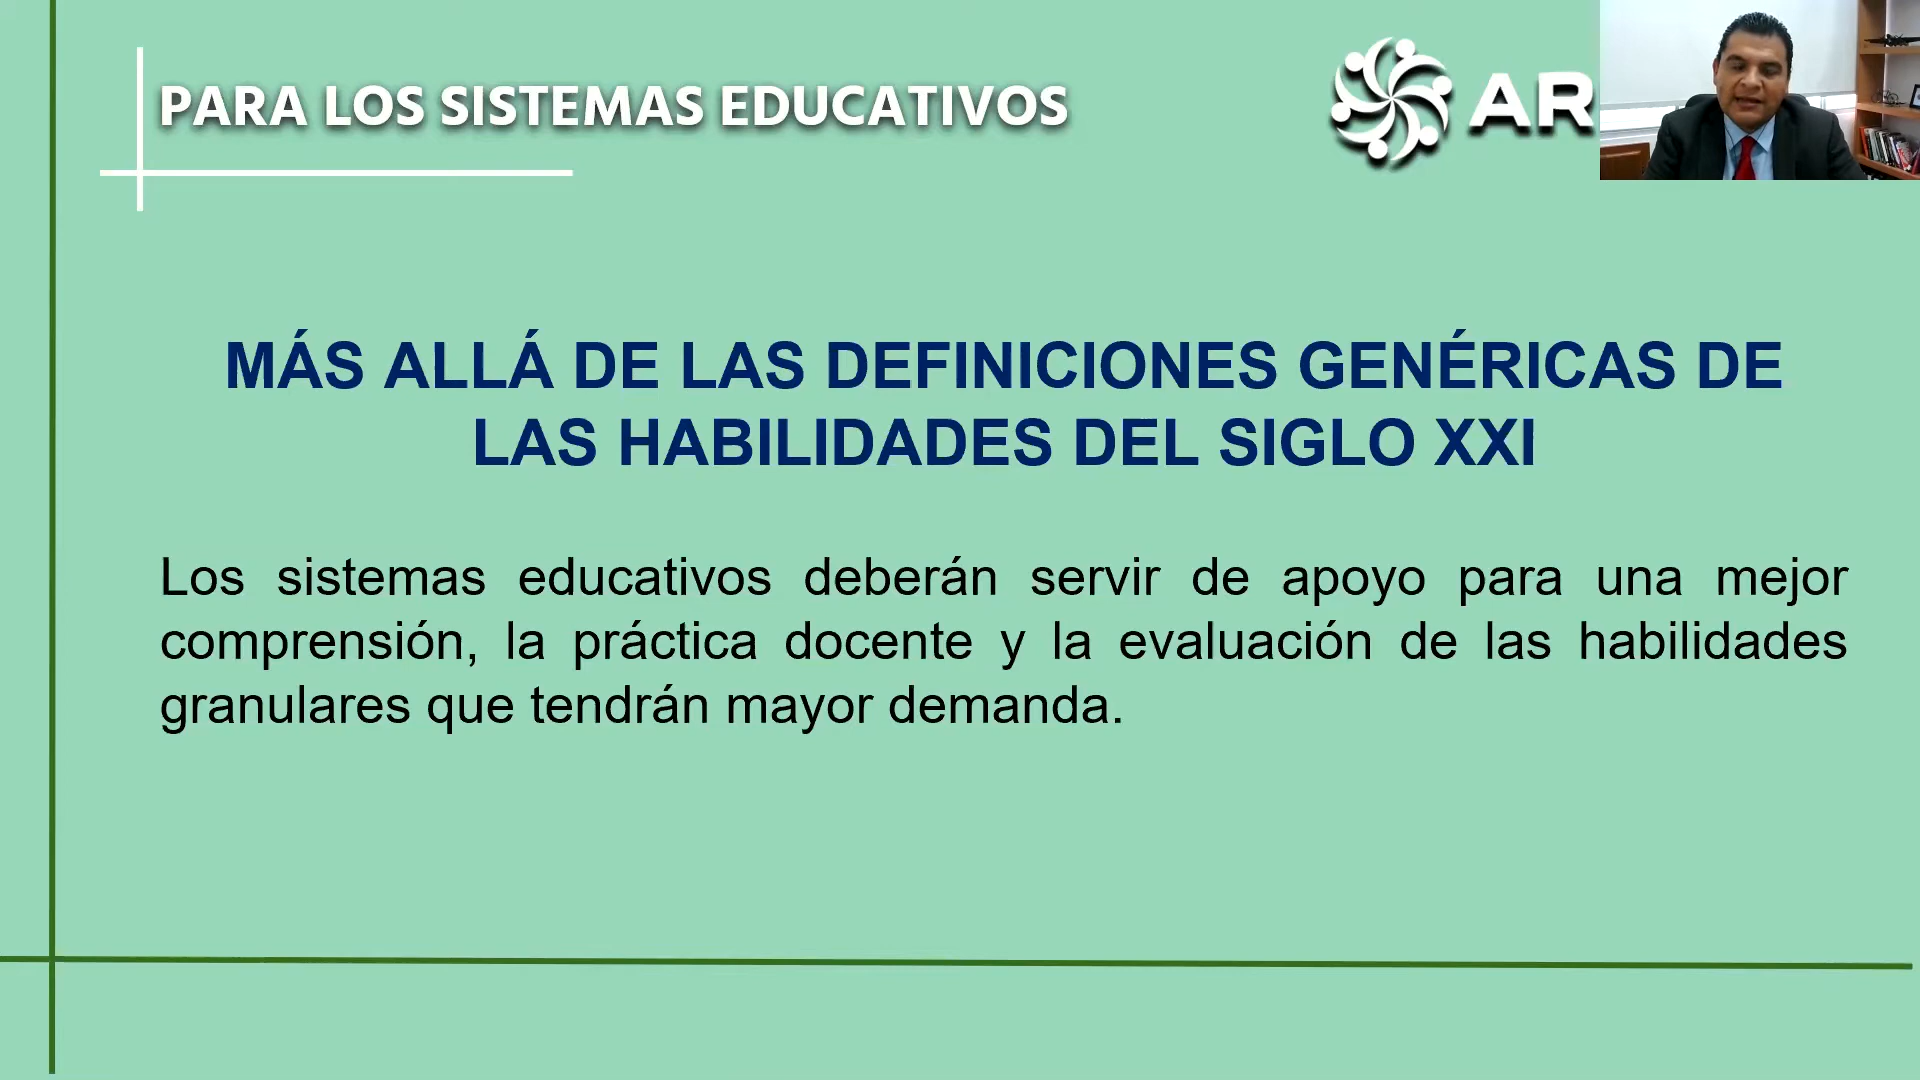 PARA LOS SISTEMAS EDUCATIVOS
AR
MÁS ALLÁ DE LAS DEFINICIONES GENÉRICAS DE
LAS HABILIDADES DEL SIGLO XXI
Los sistemas educativos deberán servir de apoyo para una mejor
comprensión, la práctica docente y la evaluación de las habilidades
granulares que tendrán mayor demanda.